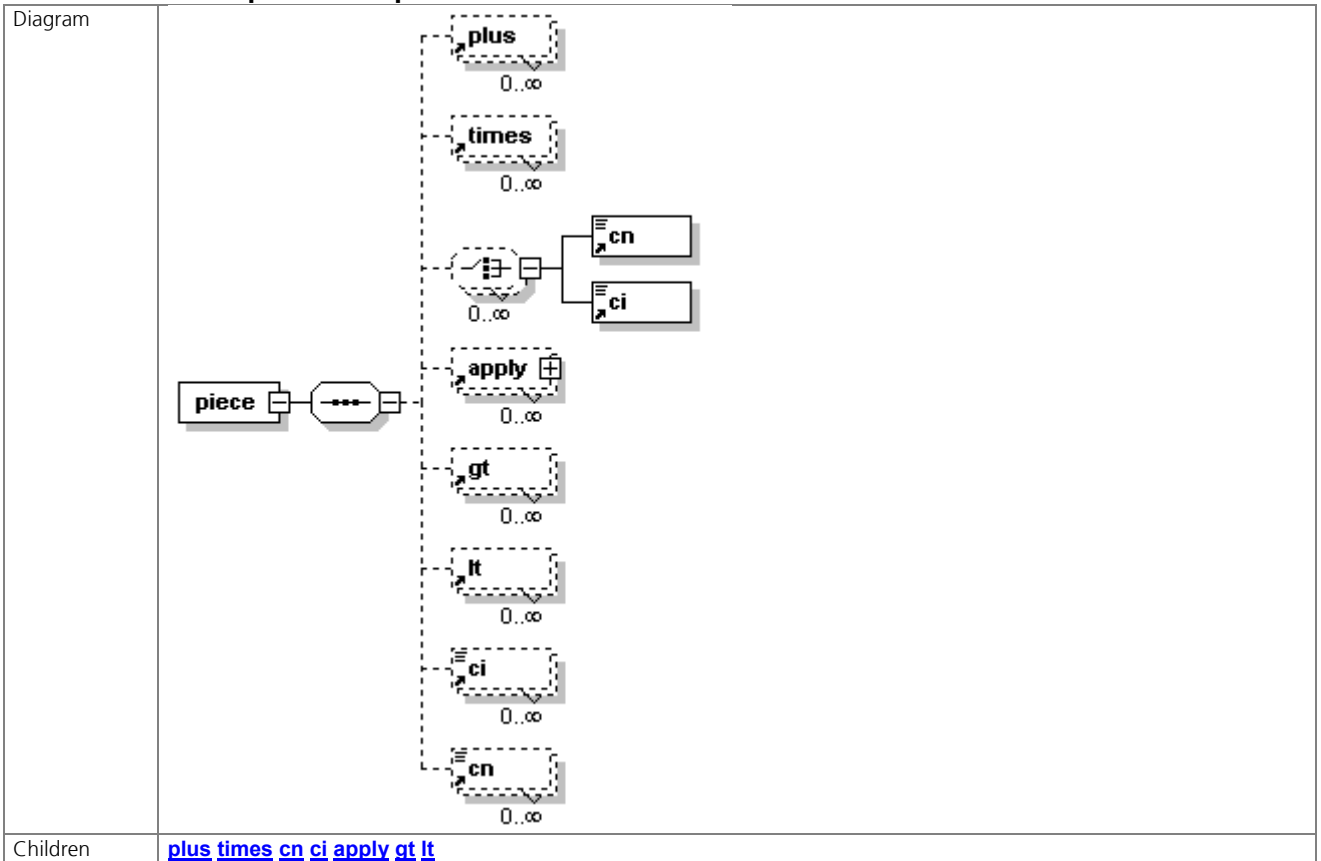 Diagram
plus
0..∞
times
0..∞
cn
ci
0..∞
apply
0..∞
piece
gt
0..∞
lt
0..∞
ci
0..∞
cn
0..∞
Children plus times cn ci apply gt lt